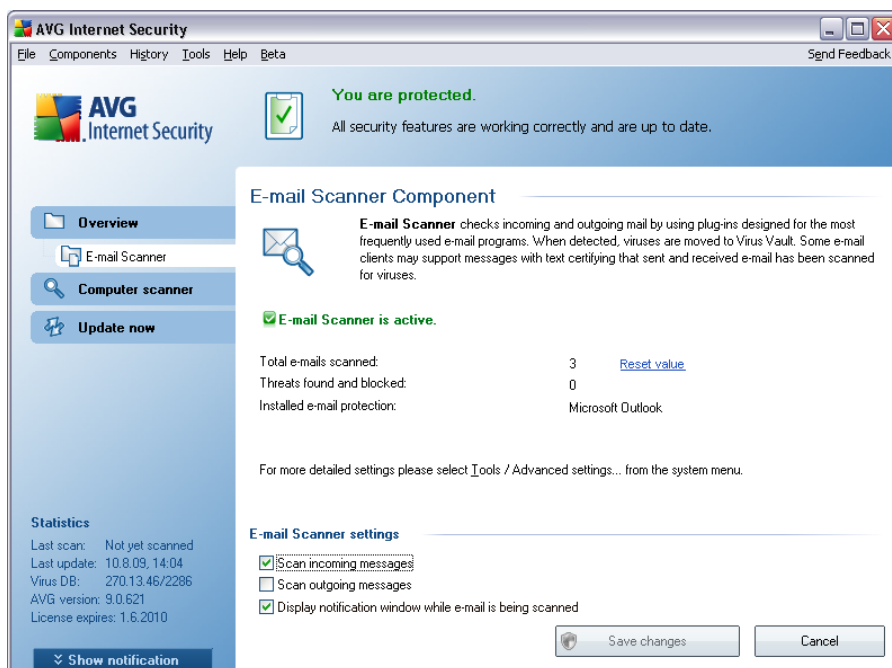 AVG Internet Security
File Components History Tools Help Beta Send Feedback
AVG
Internet Security
You are protected.
All security features are working correctly and are up to date.
Overview
E-mail Scanner
Computer scanner
Update now
E-mail Scanner Component
E-mail Scanner checks incoming and outgoing mail by using plug-ins designed for the most
frequently used e-mail programs. When detected, viruses are moved to Virus Vault. Some e-mail
clients may support messages with text certifying that sent and received e-mail has been scanned
for viruses.
E-mail Scanner is active.
Total e-mails scanned: 3 Reset value
Threats found and blocked: 0
Installed e-mail protection: Microsoft Outlook
For more detailed settings please select Tools / Advanced settings... from the system menu.
Statistics
Last scan: Not yet scanned
Last update: 10.8.09, 14:04
Virus DB: 270.13.46/2286
AVG version: 9.0.621
License expires: 1.6.2010
Show notification
E-mail Scanner settings
Scan incoming messages
Scan outgoing messages
Display notification window while e-mail is being scanned
Save changes Cancel